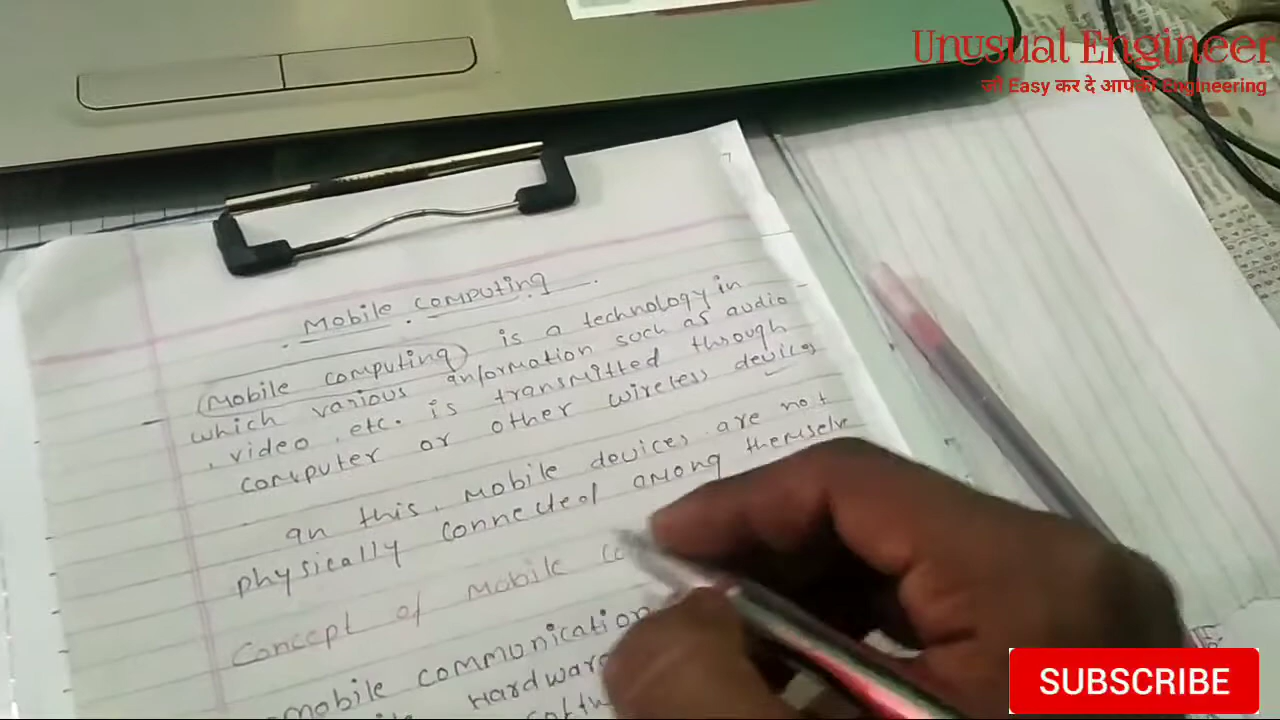 Unusual Engineer
जो Easy कर दे आपकी Engineering
Mobile computing
Mobile computing is a technology in
which various information such as audio -
, video, etc. is transmitted through
computer or other wireless devices
In this, mobile devices are not
physically connected among themselve
Concept of Mobile co
mobile communication
Hardware
Softw
SUBSCRIBE